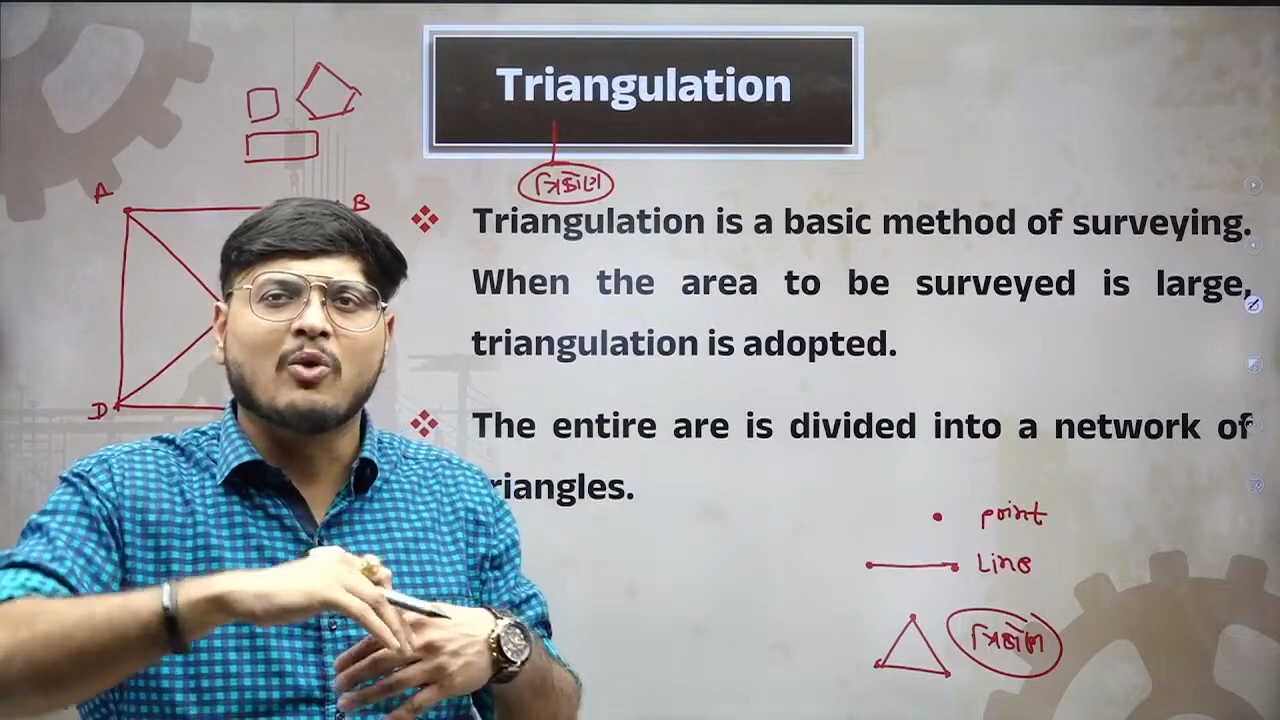 Triangulation
ત્રિકોણ
A
B
Triangulation is a basic method of surveying.
When the area to be surveyed is large,
triangulation is adopted.
D
The entire are is divided into a network of
riangles.
point
Line
ત્રિકોણ